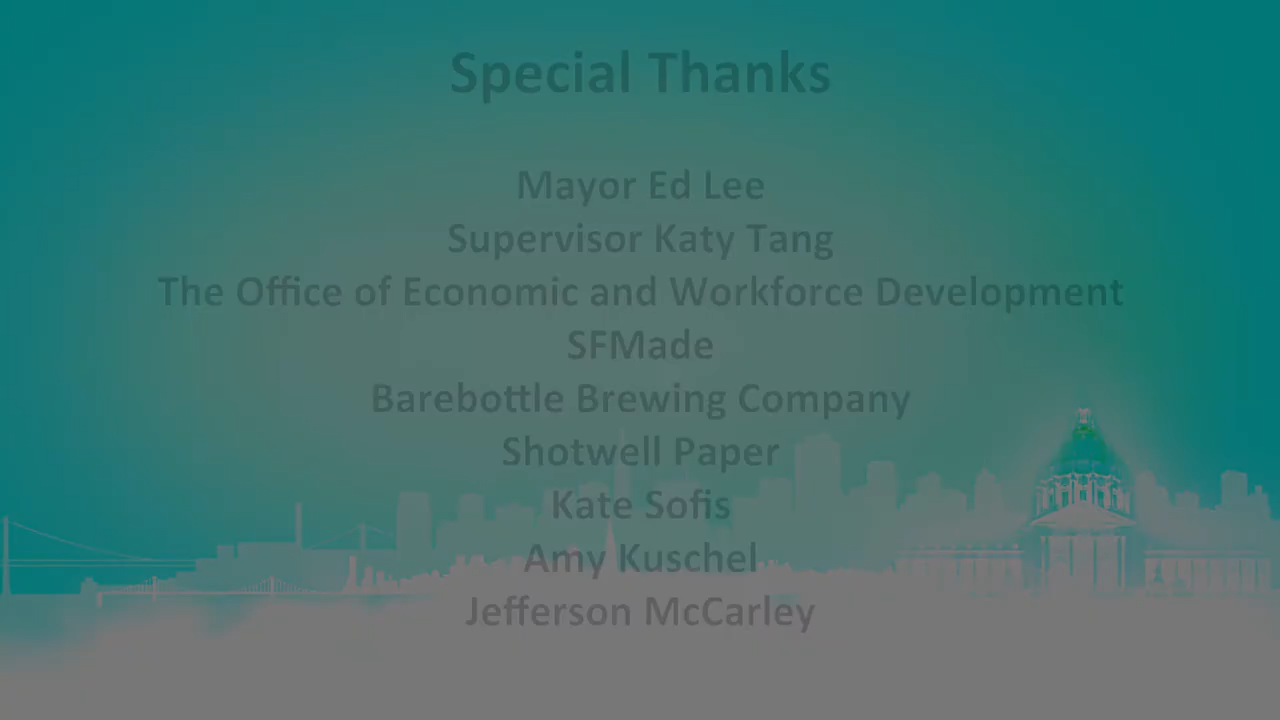 Special Thanks
Mayor Ed Lee
Supervisor Katy Tang
The Office of Economic and Workforce Development
SFMade
Barebottle Brewing Company
Shotwell Paper
Kate Sofis
Amy Kuschel
Jefferson McCarley